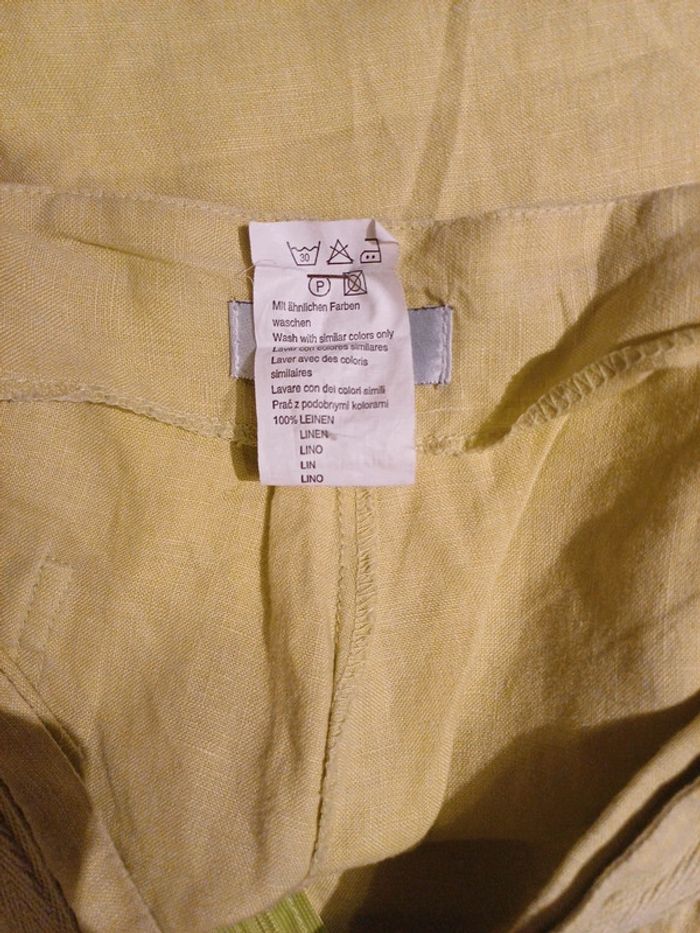 30
P
Mit ähnlichen Farben
waschen
Wash with similar colors only
Lavar con colores similares
Laver avec des coloris
similaires
Lavare con dei colori simili
Prać z podobnymi kolorami
100% LEINEN
LINEN
LINO
LIN
LINO